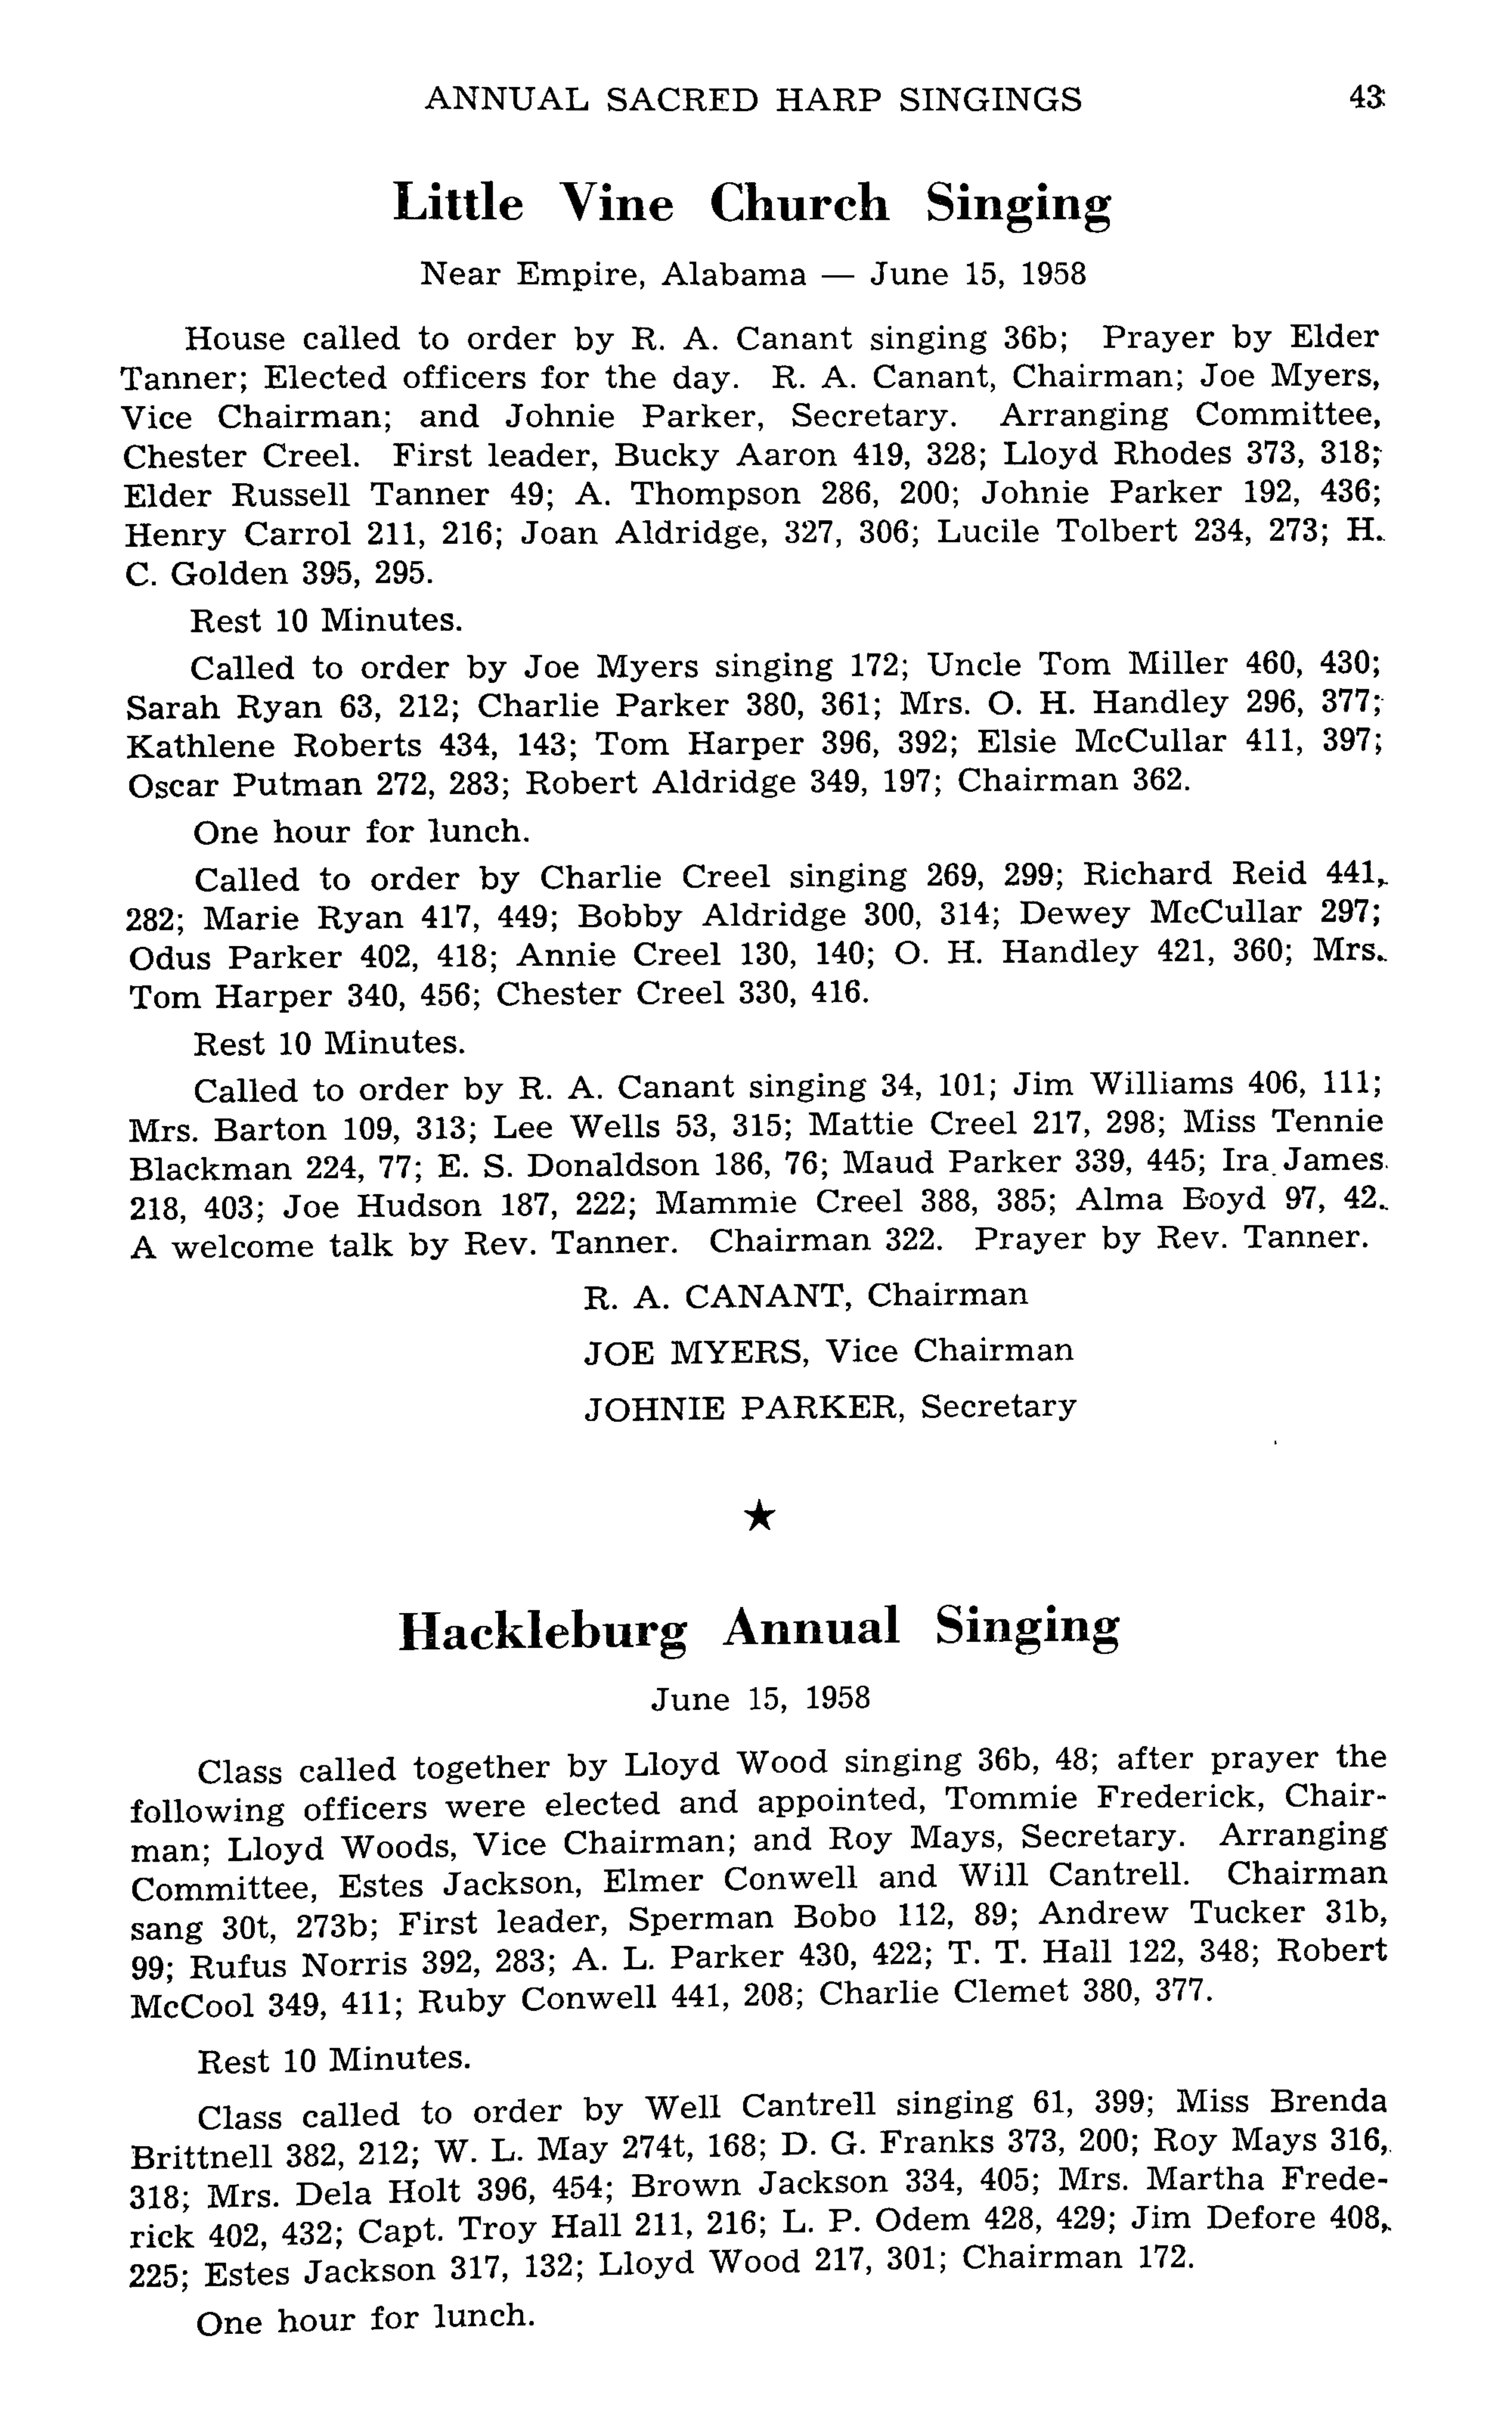 ANNUAL SACRED HARP SINGINGS 43
Little Vine Church Singing
Near Empire, Alabama — June 15, 1958
House called to order by R. A. Canant singing 36b; Prayer by Elder
Tanner; Elected officers for the day. R. A. Canant, Chairman; Joe Myers,
Vice Chairman; and Johnie Parker, Secretary. Arranging Committee,
Chester Creel. First leader, Bucky Aaron 419, 328; Lloyd Rhodes 373, 318;
Elder Russell Tanner 49; A. Thompson 286, 200; Johnie Parker 192, 436;
Henry Carrol 211, 216; Joan Aldridge, 327, 306; Lucile Tolbert 234, 273; H.
C. Golden 395, 295.
Rest 10 Minutes.
Called to order by Joe Myers singing 172; Uncle Tom Miller 460, 430;
Sarah Ryan 63, 212; Charlie Parker 380, 361; Mrs. O. H. Handley 296, 377;
Kathlene Roberts 434, 143; Tom Harper 396, 392; Elsie McCullar 411, 397;
Oscar Putman 272, 283; Robert Aldridge 349, 197; Chairman 362.
One hour for lunch.
Called to order by Charlie Creel singing 269, 299; Richard Reid 441,
282; Marie Ryan 417, 449; Bobby Aldridge 300, 314; Dewey McCullar 297;
Odus Parker 402, 418; Annie Creel 130, 140; O. H. Handley 421, 360; Mrs.
Tom Harper 340, 456; Chester Creel 330, 416.
Rest 10 Minutes.
Called to order by R. A. Canant singing 34, 101; Jim Williams 406, 111;
Mrs. Barton 109, 313; Lee Wells 53, 315; Mattie Creel 217, 298; Miss Tennie
Blackman 224, 77; E. S. Donaldson 186, 76; Maud Parker 339, 445; Ira James
218, 403; Joe Hudson 187, 222; Mammie Creel 388, 385; Alma Boyd 97, 42.
A welcome talk by Rev. Tanner. Chairman 322. Prayer by Rev. Tanner.
R. A. CANANT, Chairman
JOE MYERS, Vice Chairman
JOHNIE PARKER, Secretary
★
Hackleburg Annual Singing
June 15, 1958
Class called together by Lloyd Wood singing 36b, 48; after prayer the
following officers were elected and appointed, Tommie Frederick, Chair-
man; Lloyd Woods, Vice Chairman; and Roy Mays, Secretary. Arranging
Committee, Estes Jackson, Elmer Conwell and Will Cantrell. Chairman
sang 30t, 273b; First leader, Sperman Bobo 112, 89; Andrew Tucker 31b,
99; Rufus Norris 392, 283; A. L. Parker 430, 422; T. T. Hall 122, 348; Robert
McCool 349, 411; Ruby Conwell 441, 208; Charlie Clemet 380, 377.
Rest 10 Minutes.
Class called to order by Well Cantrell singing 61, 399; Miss Brenda
Brittnell 382, 212; W. L. May 274t, 168; D. G. Franks 373, 200; Roy Mays 316,
318; Mrs. Dela Holt 396, 454; Brown Jackson 334, 405; Mrs. Martha Frede-
rick 402, 432; Capt. Troy Hall 211, 216; L. P. Odem 428, 429; Jim Defore 408,
225; Estes Jackson 317, 132; Lloyd Wood 217, 301; Chairman 172.
One hour for lunch.